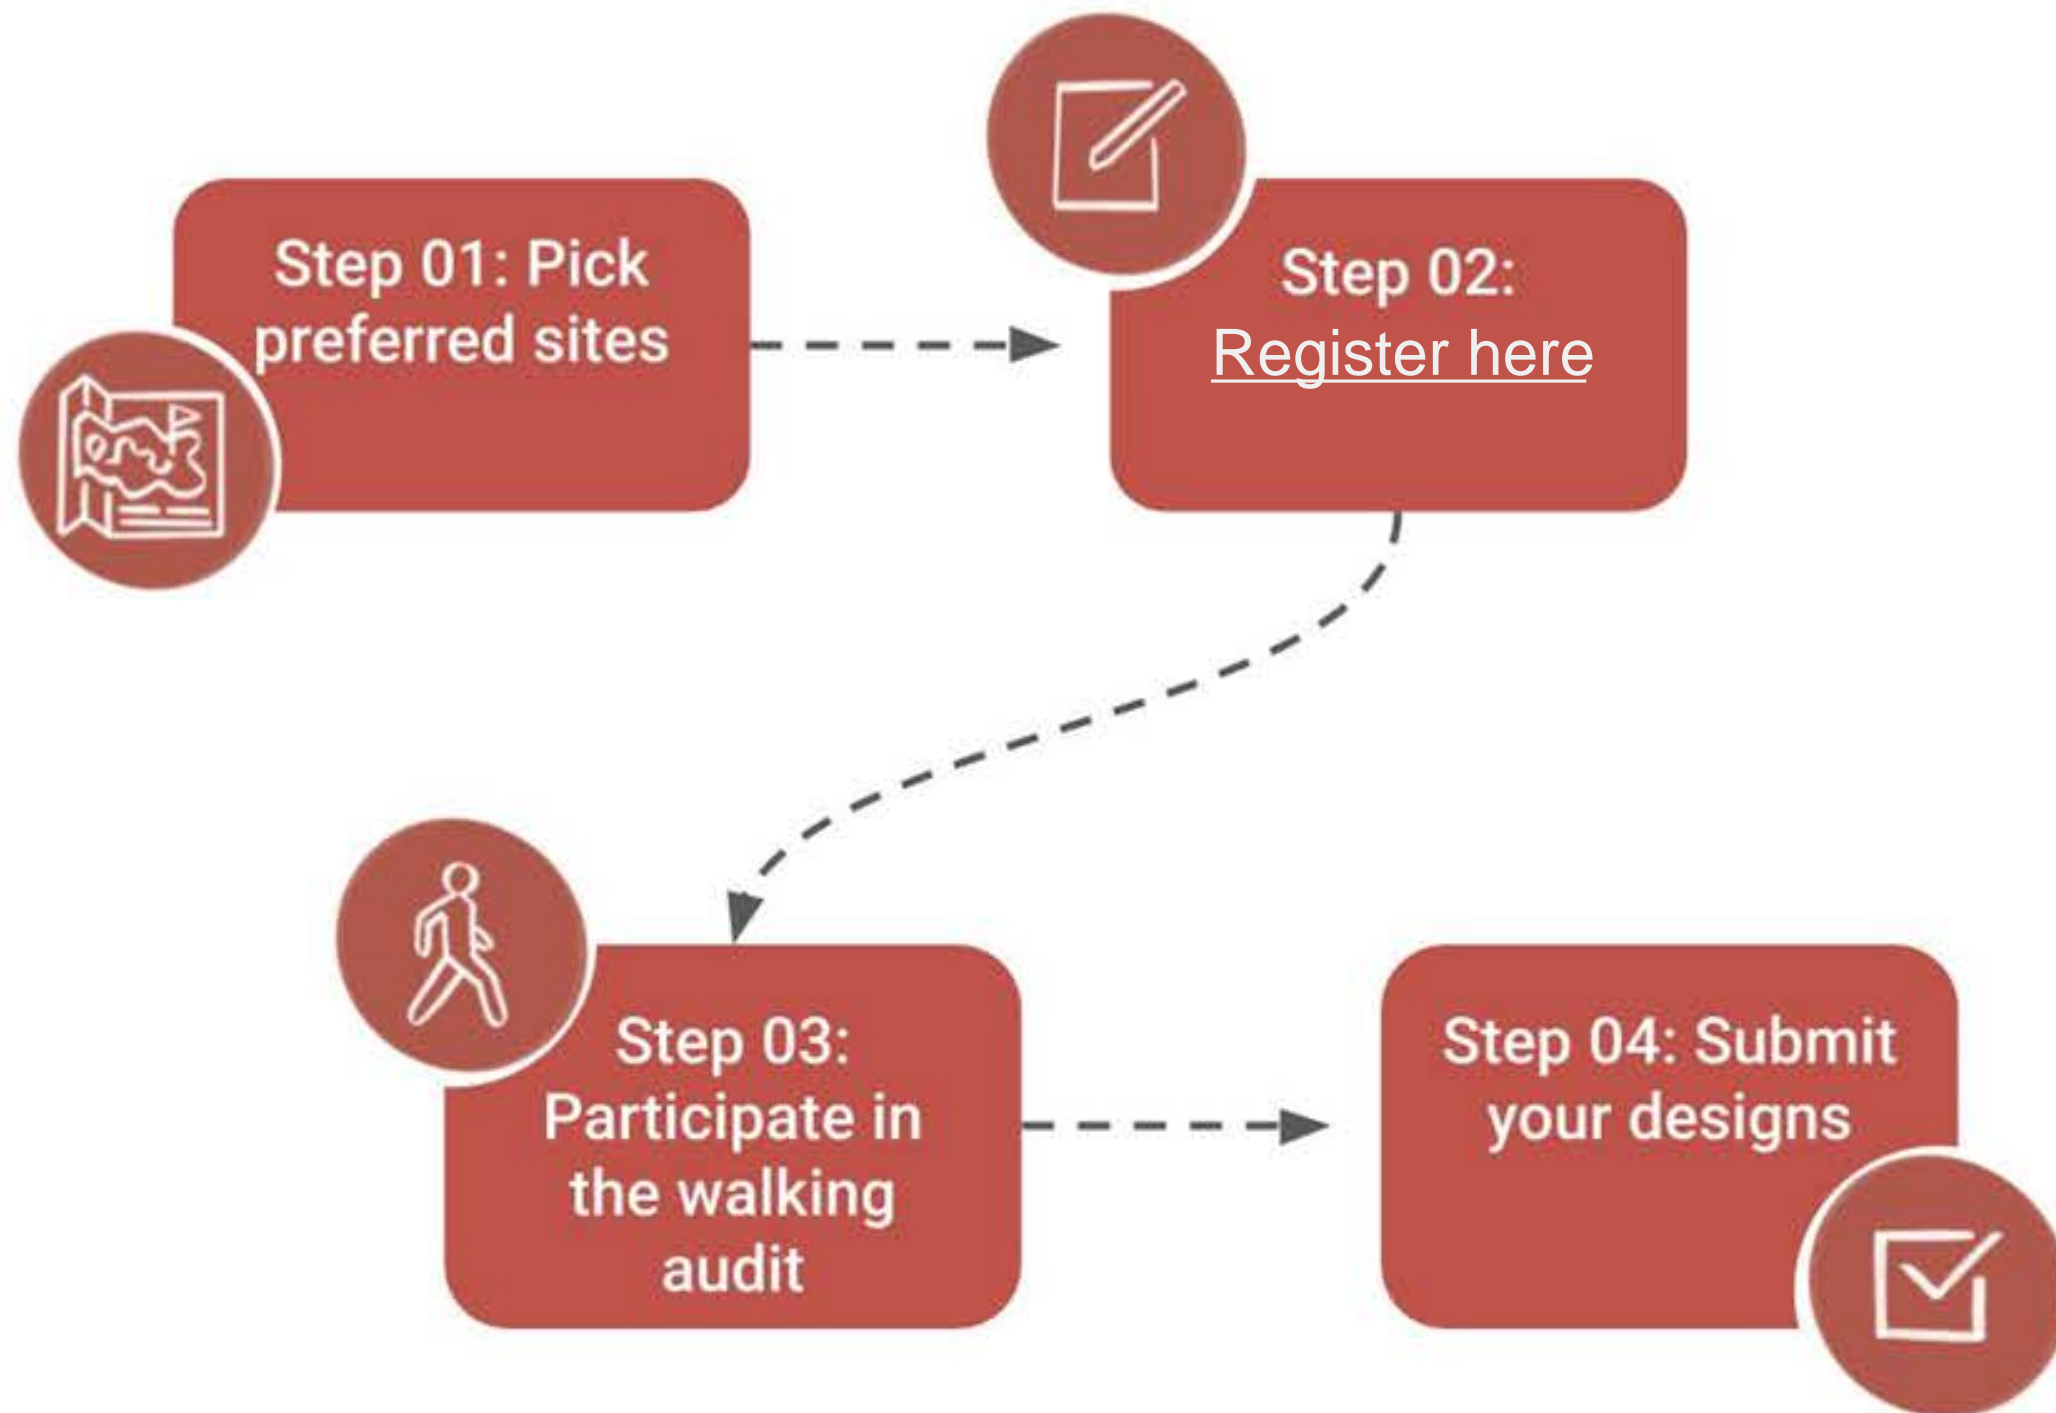 Step 01: Pick
preferred sites
Step 02:
Register here
Step 03:
Participate in
the walking
audit
Step 04: Submit
your designs